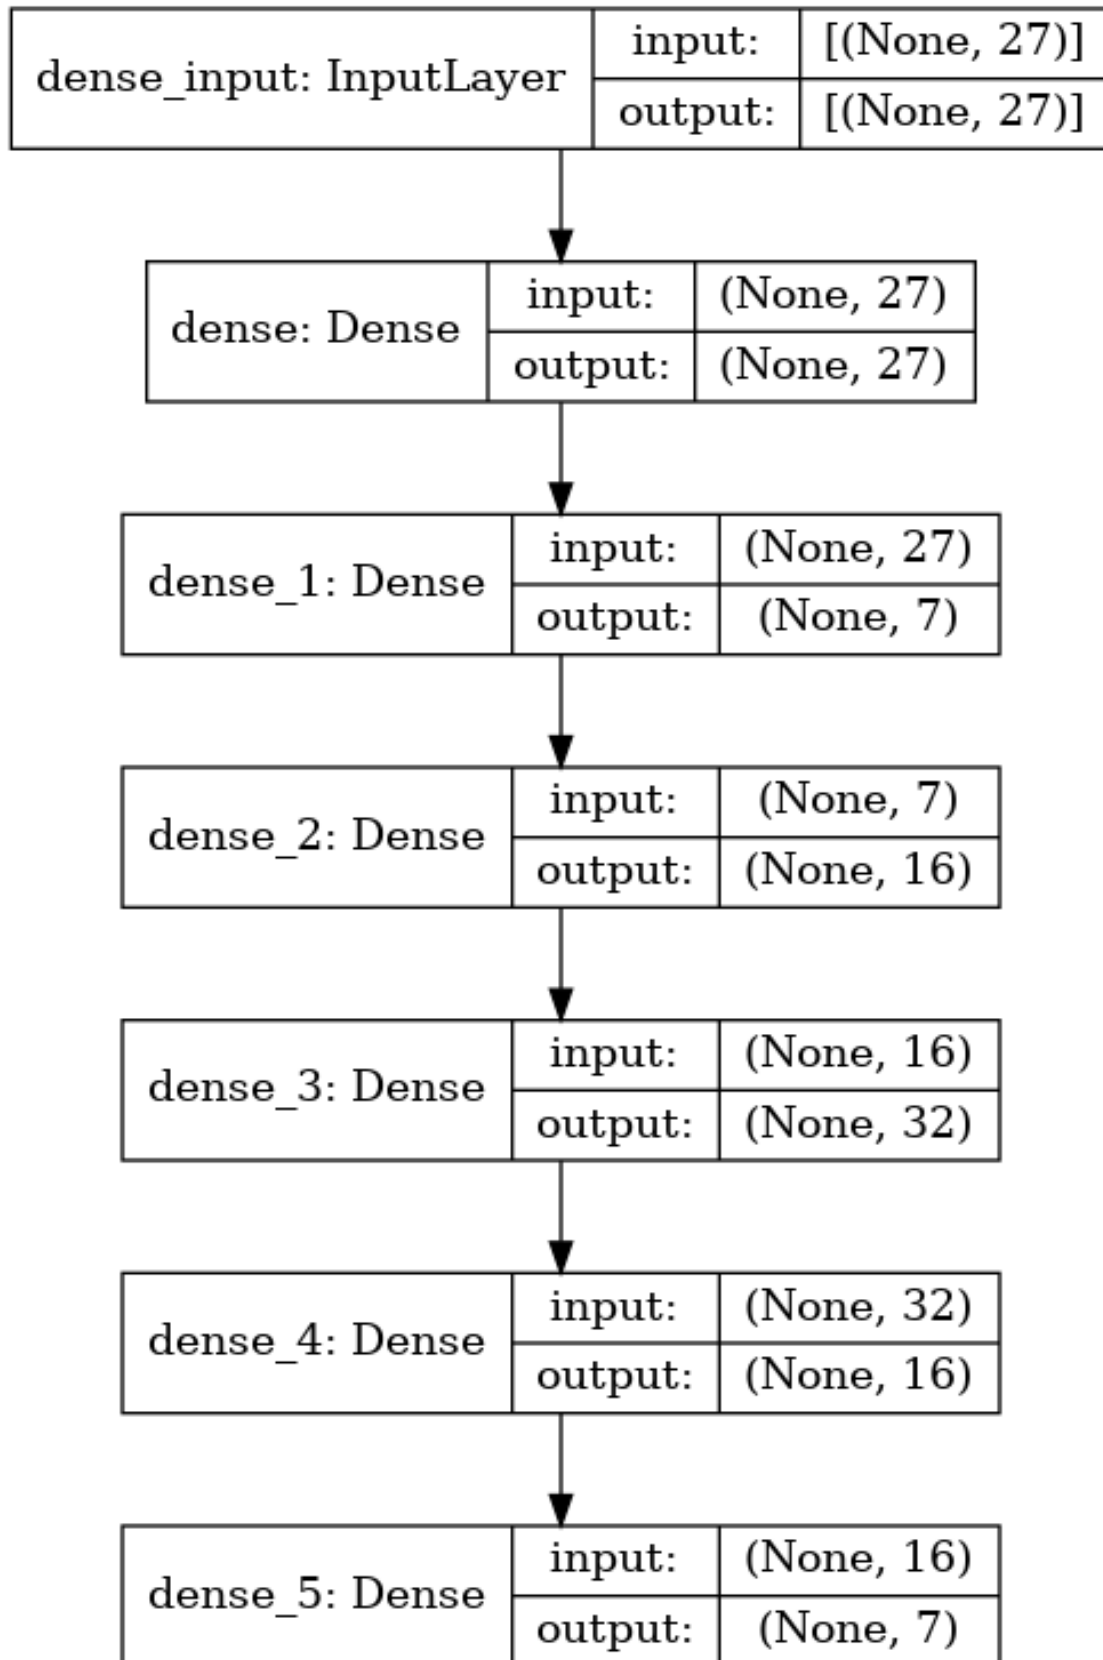 dense_input: InputLayer
input: [(None, 27)]
output: [(None, 27)]
dense: Dense
input: (None, 27)
output: (None, 27)
dense_1: Dense
input: (None, 27)
output: (None, 7)
dense_2: Dense
input: (None, 7)
output: (None, 16)
dense_3: Dense
input: (None, 16)
output: (None, 32)
dense_4: Dense
input: (None, 32)
output: (None, 16)
dense_5: Dense
input: (None, 16)
output: (None, 7)